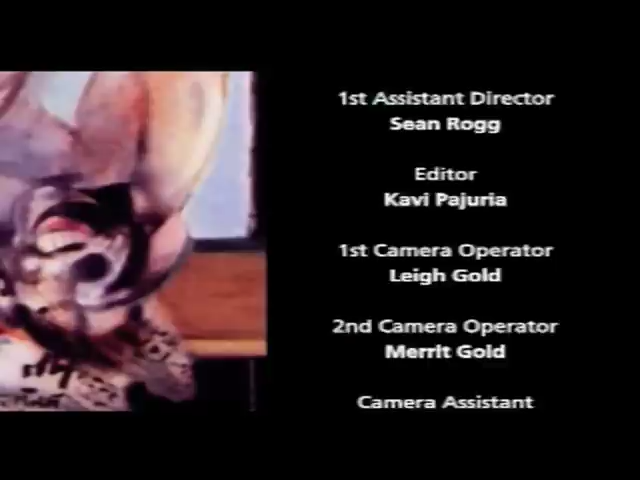 1st Assistant Director
Sean Rogg
Editor
Kavi Pajuria
1st Camera Operator
Leigh Gold
2nd Camera Operator
Merrit Gold
Camera Assistant